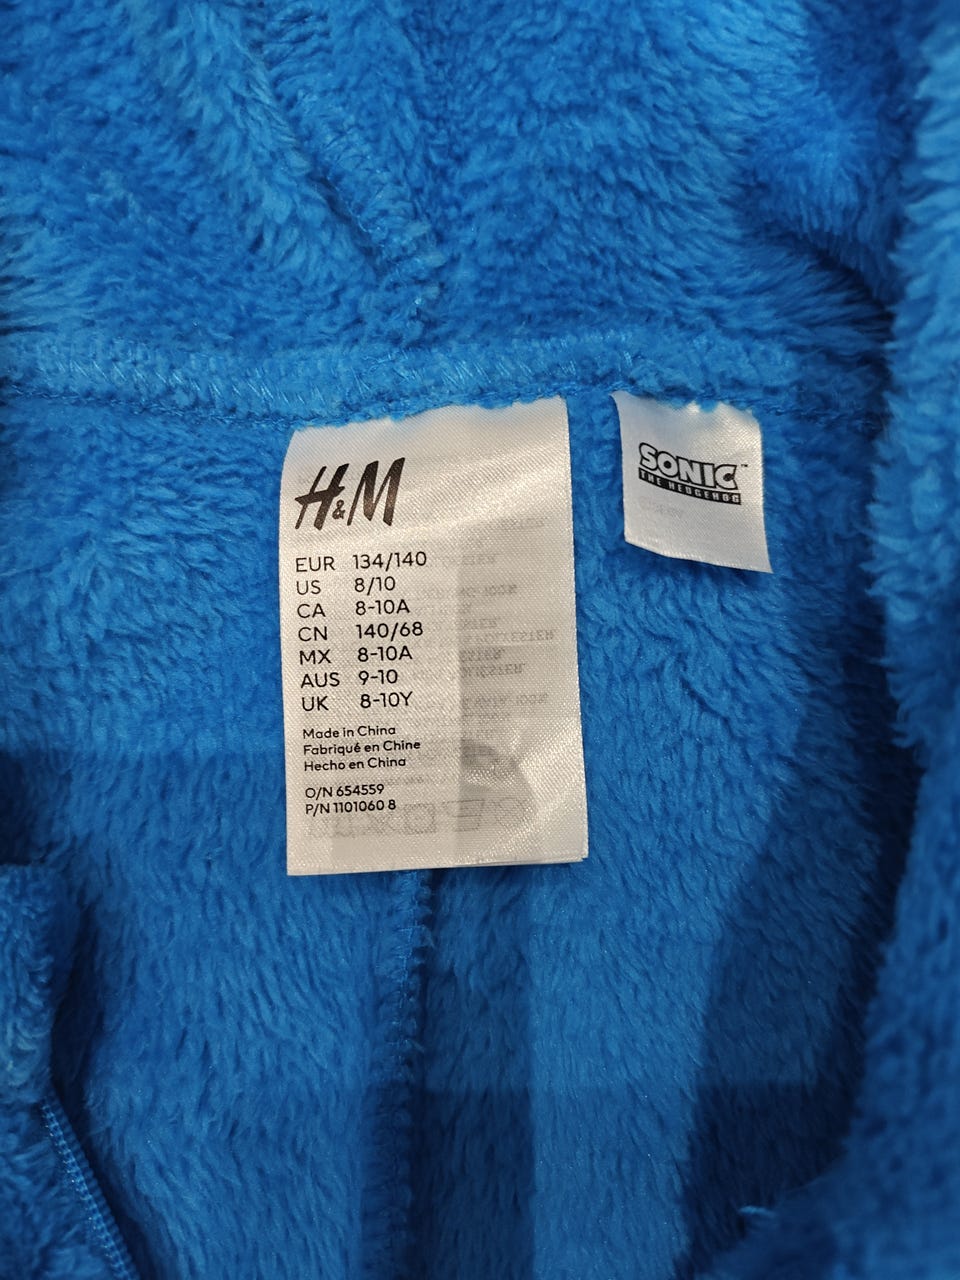 H&M
EUR 134/140
US 8/10
CA 8-10A
CN 140/68
MX 8-10A
AUS 9-10
UK 8-10Y
Made in China
Fabriqué en Chine
Hecho en China
O/N 654559
P/N 1101060 8
SONIC™
THE HEDGEHOG